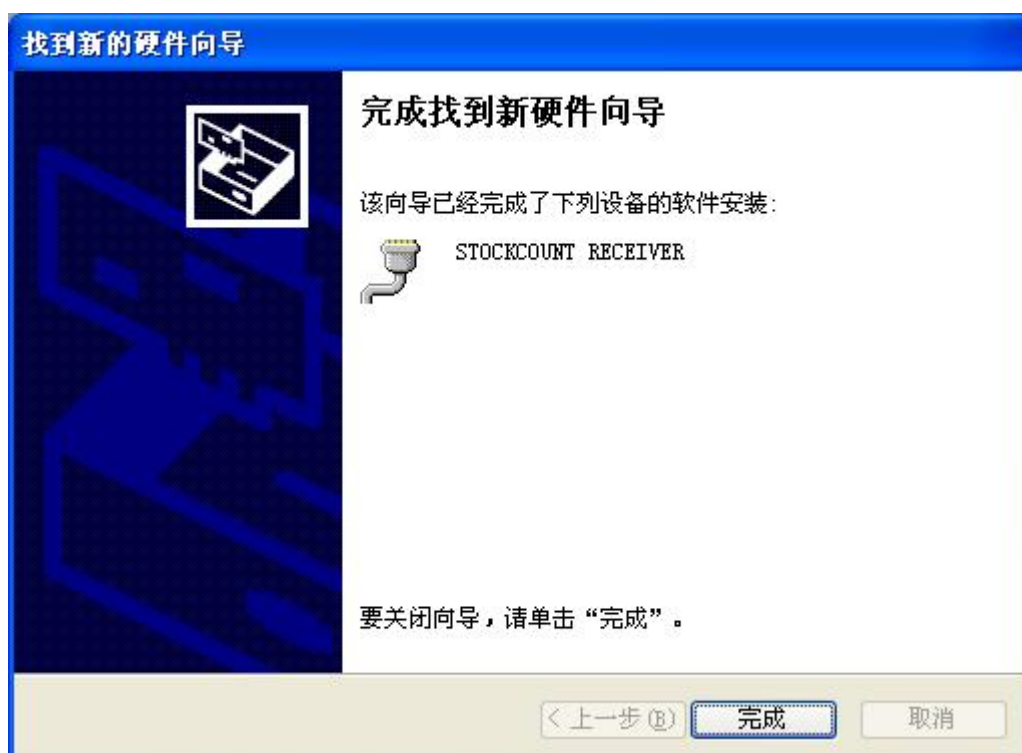 找到新的硬件向导
完成找到新硬件向导
该向导已经完成了下列设备的软件安装:
STOCKCOUNT RECEIVER
要关闭向导，请单击“完成”。
< 上一步(B)
完成
取消